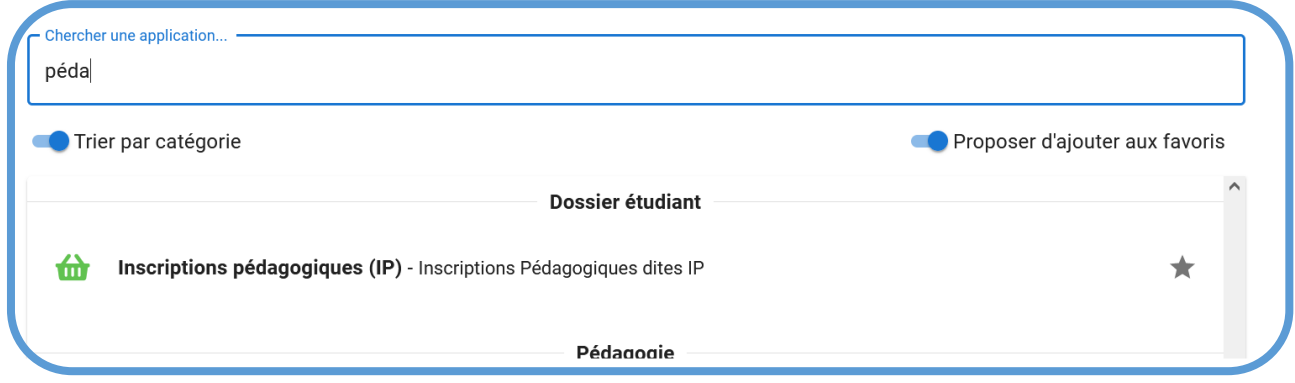 Chercher une application...
péda
Trier par catégorie Proposer d'ajouter aux favoris
Dossier étudiant
Inscriptions pédagogiques (IP) - Inscriptions Pédagogiques dites IP
Pédagogie